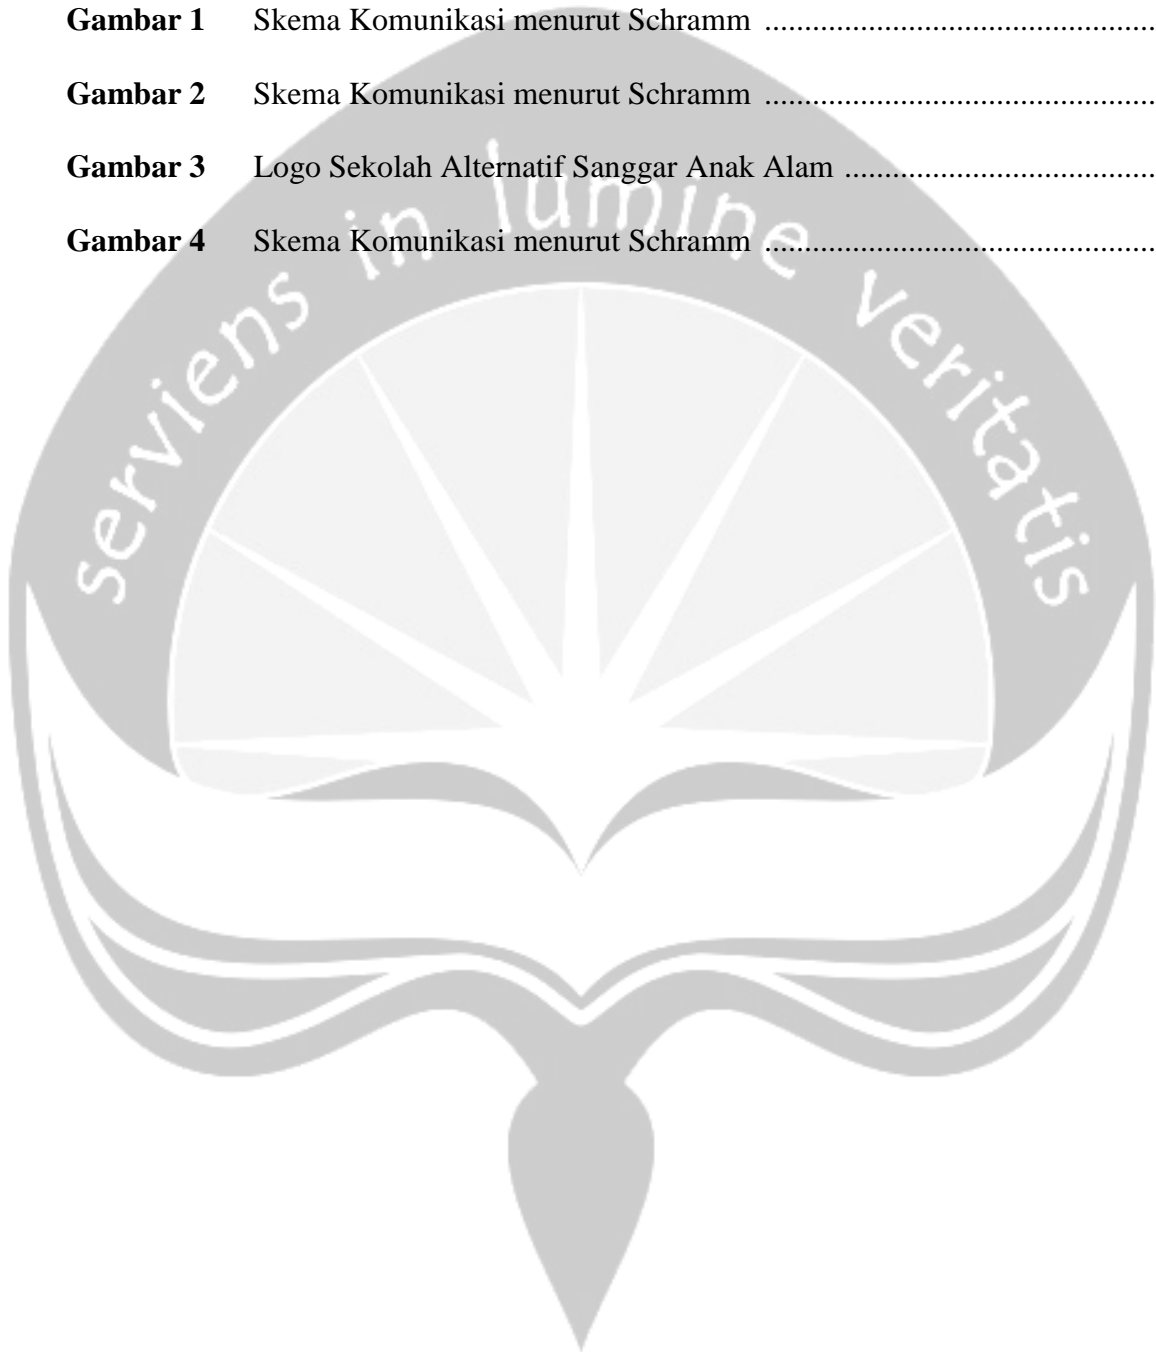 Gambar 1 Skema Komunikasi menurut Schramm .................................................
Gambar 2 Skema Komunikasi menurut Schramm .................................................
Gambar 3 Logo Sekolah Alternatif Sanggar Anak Alam .......................................
Gambar 4 Skema Komunikasi menurut Schramm .................................................
serviens in lumine veritatis